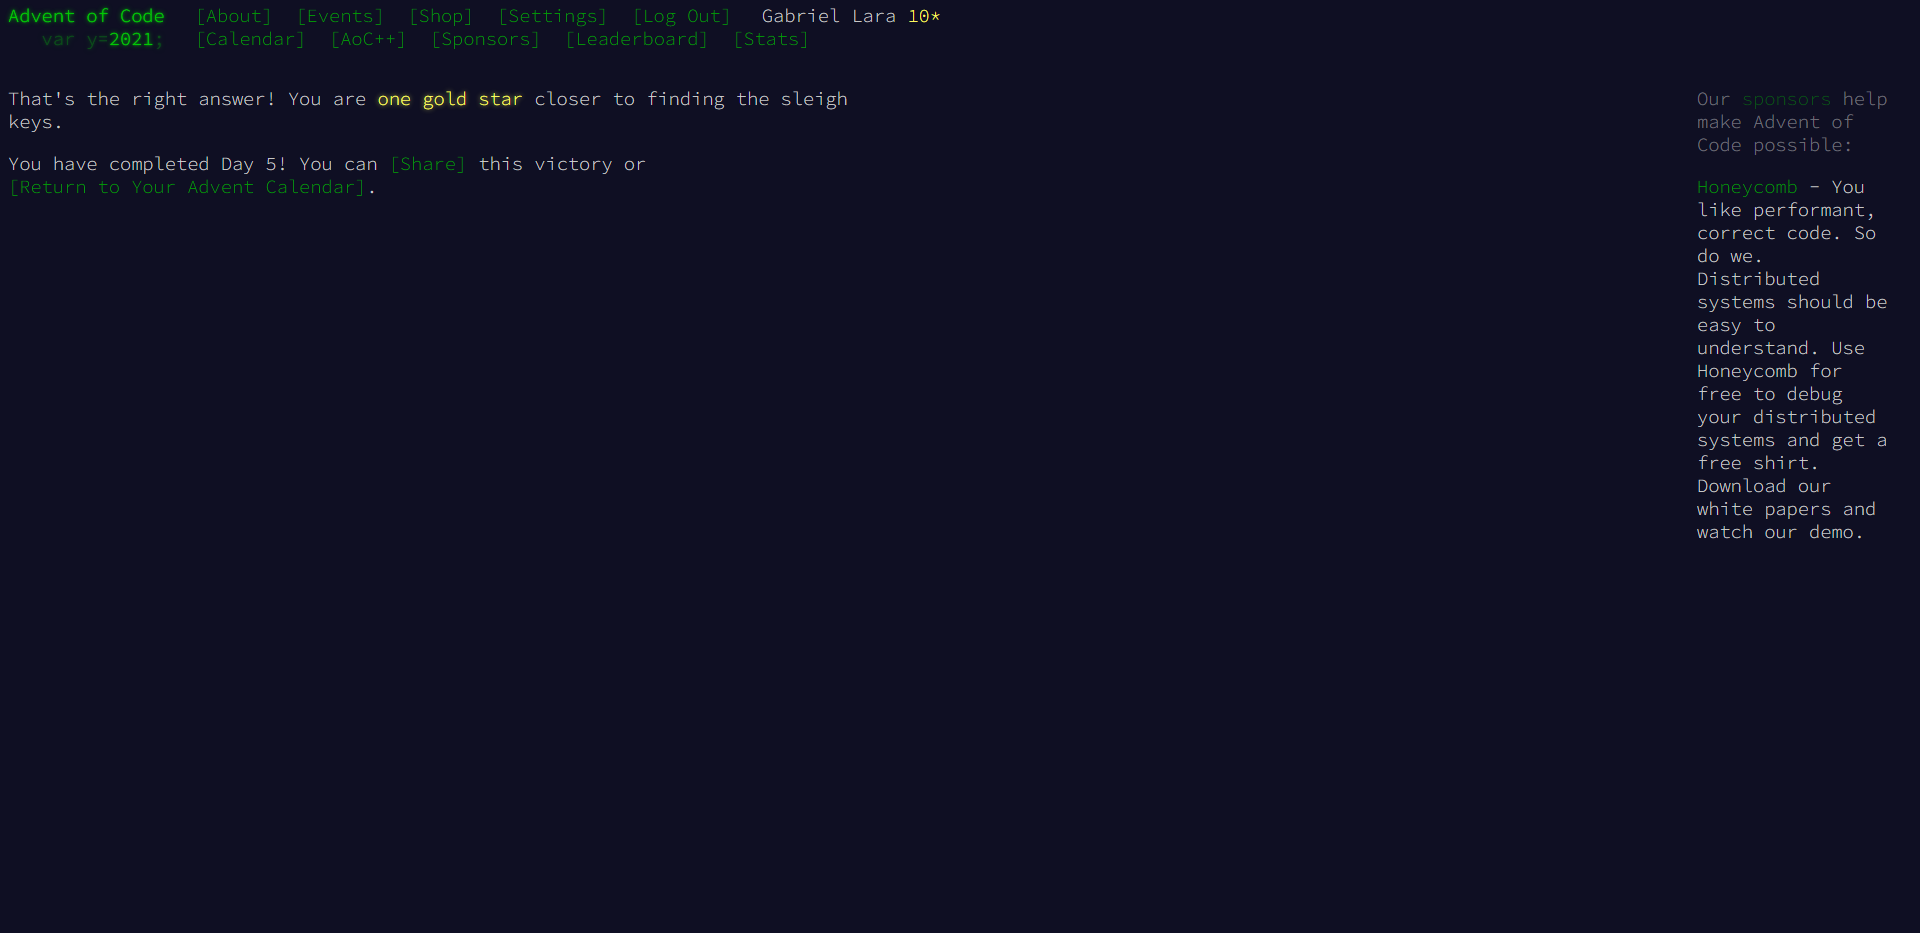 Advent of Code [About] [Events] [Shop] [Settings] [Log Out] Gabriel Lara 10*
var y=2021; [Calendar] [AoC++] [Sponsors] [Leaderboard] [Stats]
That's the right answer! You are one gold star closer to finding the sleigh
keys.
You have completed Day 5! You can [Share] this victory or
[Return to Your Advent Calendar].
Our sponsors help
make Advent of
Code possible:
Honeycomb - You
like performant,
correct code. So
do we.
Distributed
systems should be
easy to
understand. Use
Honeycomb for
free to debug
your distributed
systems and get a
free shirt.
Download our
white papers and
watch our demo.